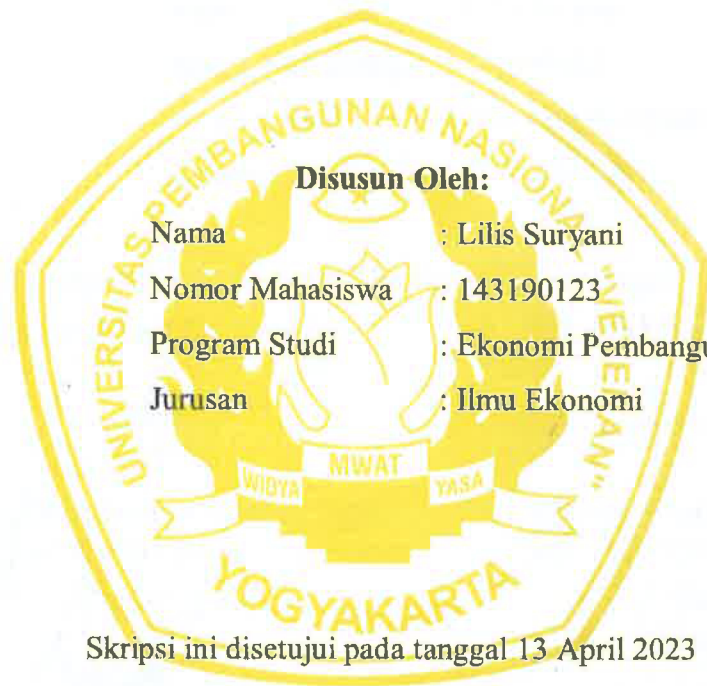 UNIVERSITAS PEMBANGUNAN NASIONAL "VETERAN"
Disusun Oleh:
Nama : Lilis Suryani
Nomor Mahasiswa : 143190123
Program Studi : Ekonomi Pembangu
Jurusan : Ilmu Ekonomi
WIDYA MWAT YASA
YOGYAKARTA
Skripsi ini disetujui pada tanggal 13 April 2023